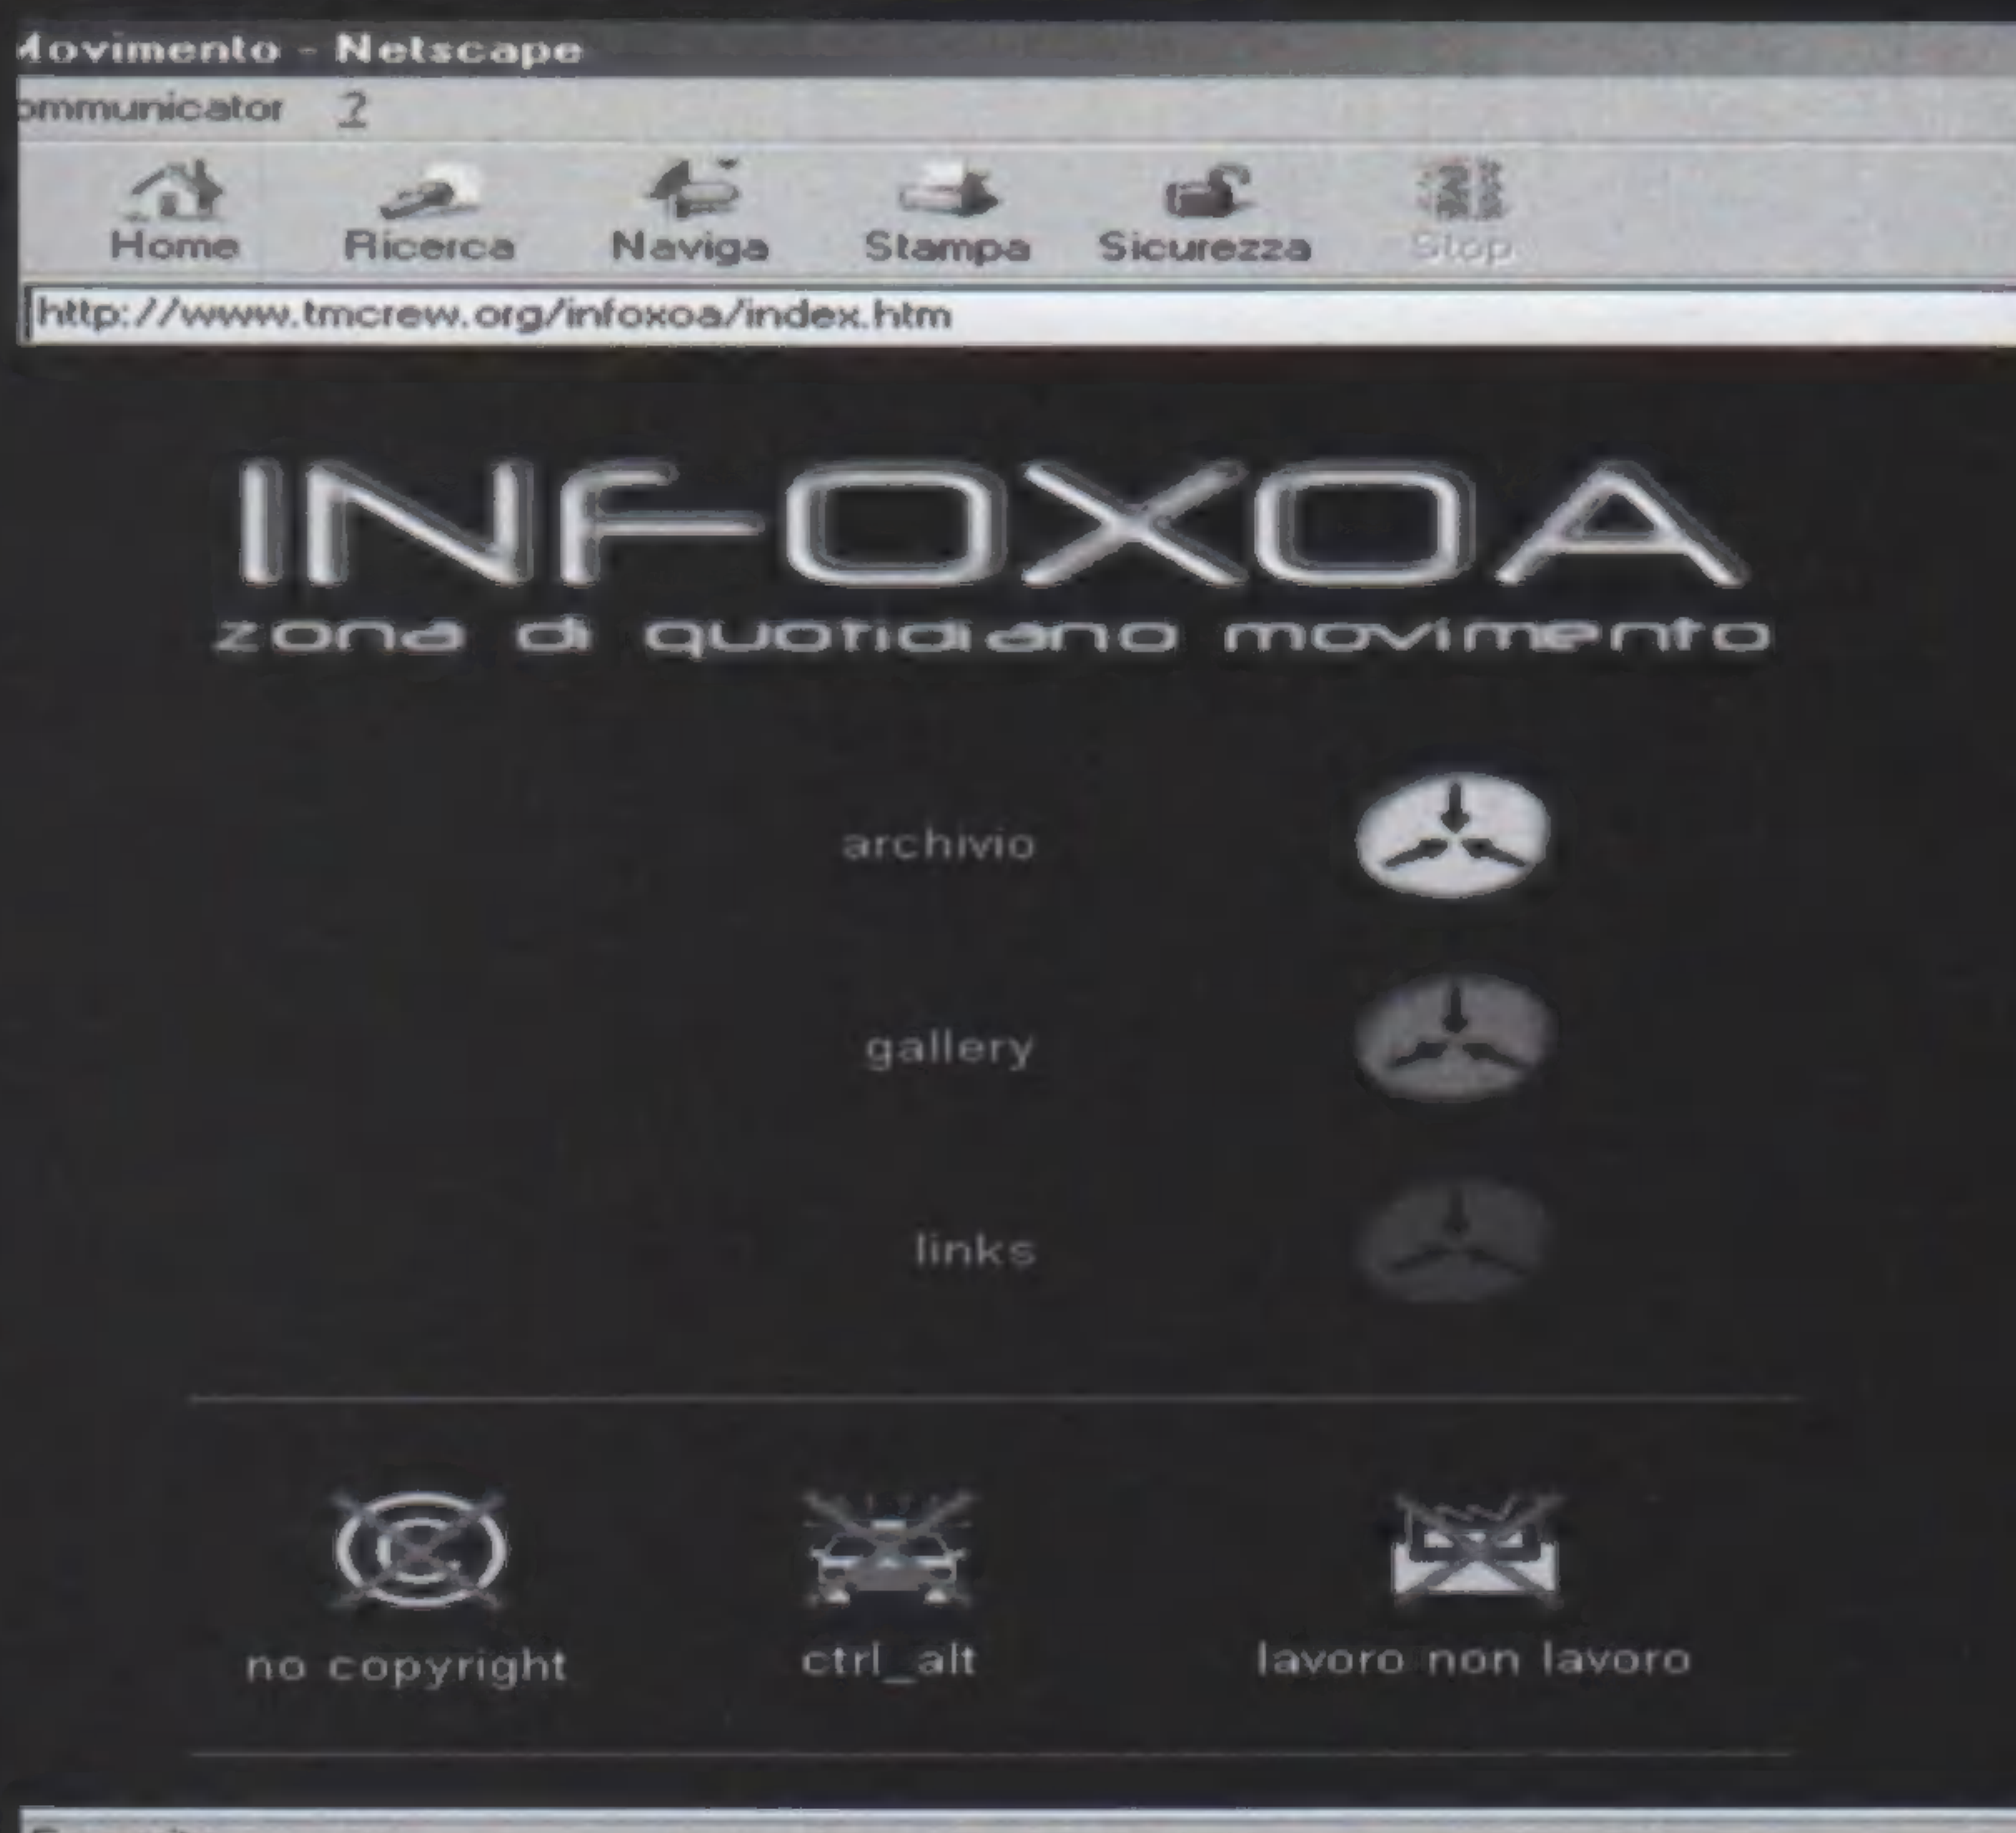 Movimento - Netscape
ommunicator ?
Home Ricerca Naviga Stampa Sicurezza Stop
http://www.tmcrew.org/infoxoa/index.htm
INFOXOA
zona di quotidiano movimento
archivio
gallery
links
no copyright ctrl_alt lavoro non lavoro